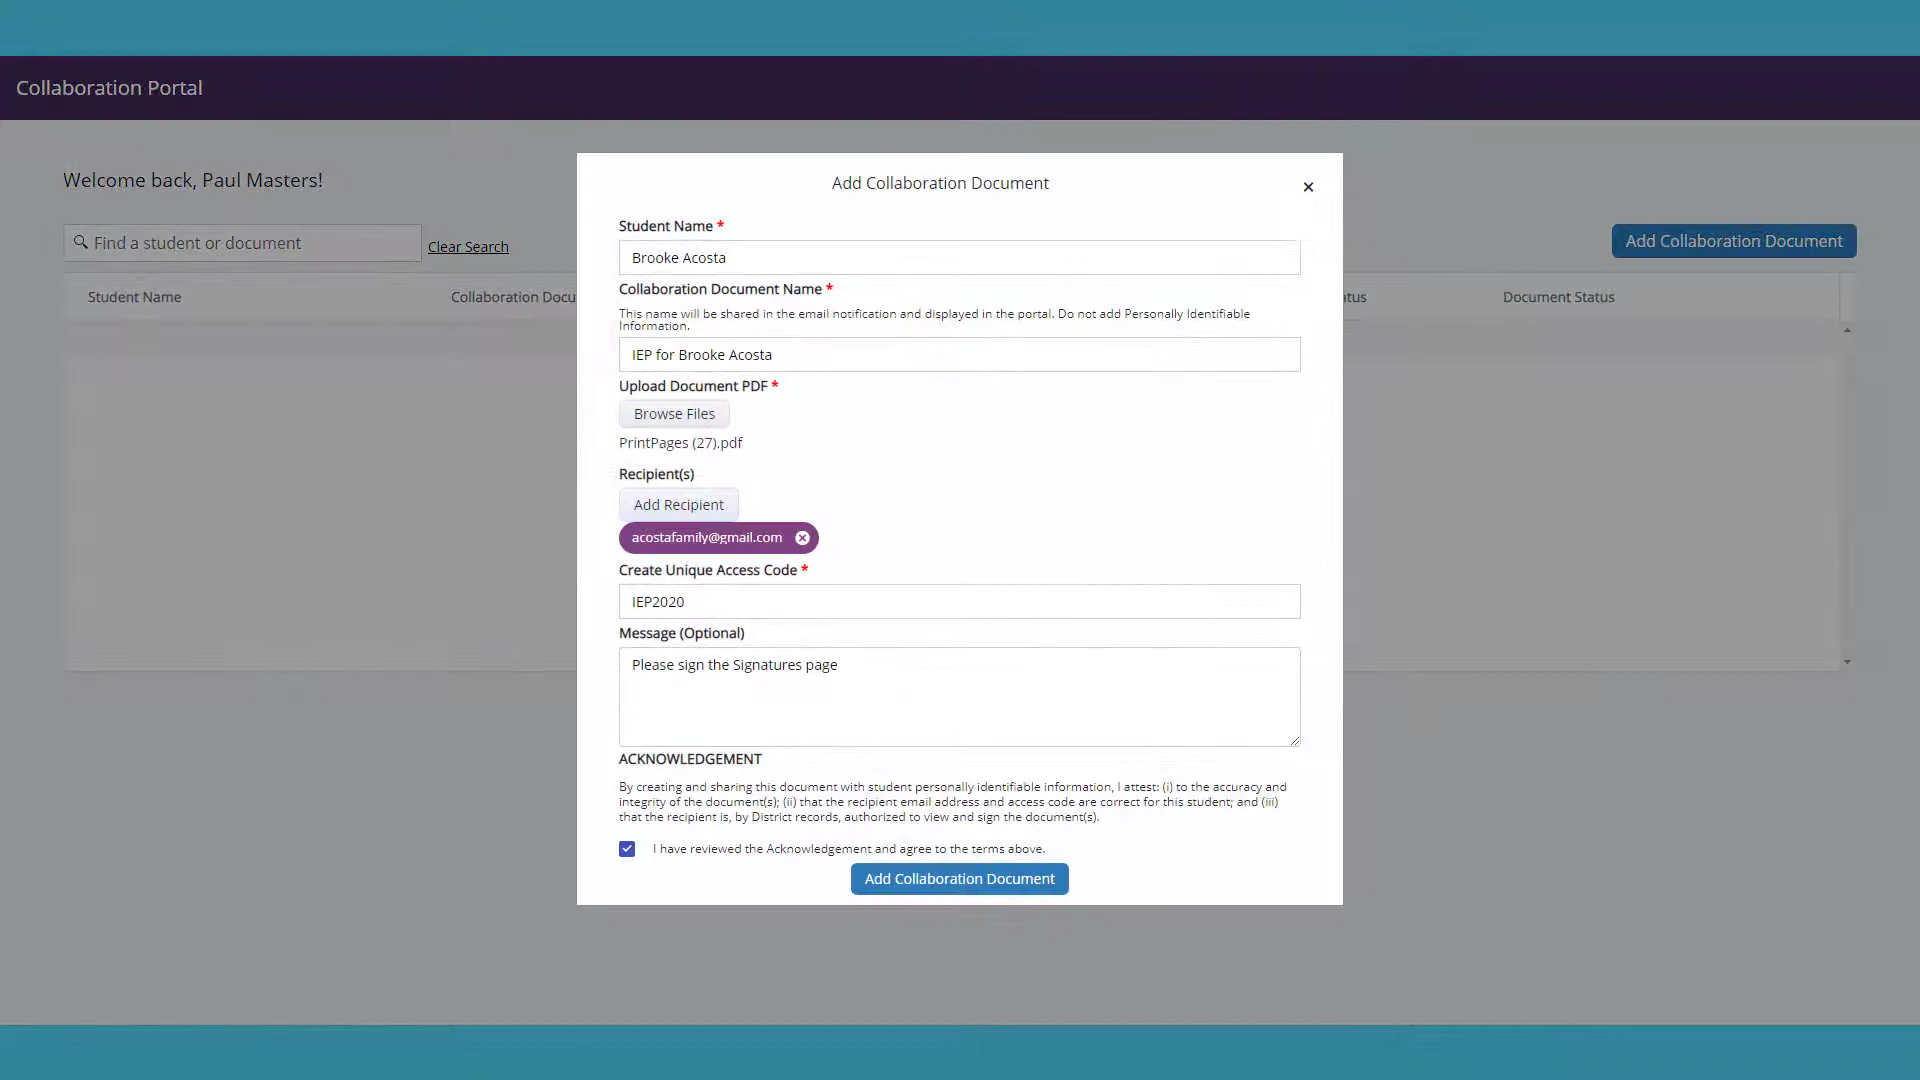 Collaboration Portal
Welcome back, Paul Masters!
Find a student or document
Clear Search
Add Collaboration Document
Student Name
Collaboration Docu
atus
Document Status
Add Collaboration Document
×
Student Name *
Brooke Acosta
Collaboration Document Name *
This name will be shared in the email notification and displayed in the portal. Do not add Personally Identifiable
Information.
IEP for Brooke Acosta
Upload Document PDF *
Browse Files
PrintPages (27).pdf
Recipient(s)
Add Recipient
acostafamily@gmail.com
Create Unique Access Code *
IEP2020
Message (Optional)
Please sign the Signatures page
ACKNOWLEDGEMENT
By creating and sharing this document with student personally identifiable information, I attest: (i) to the accuracy and
integrity of the document(s); (ii) that the recipient email address and access code are correct for this student; and (iii)
that the recipient is, by District records, authorized to view and sign the document(s).
I have reviewed the Acknowledgement and agree to the terms above.
Add Collaboration Document